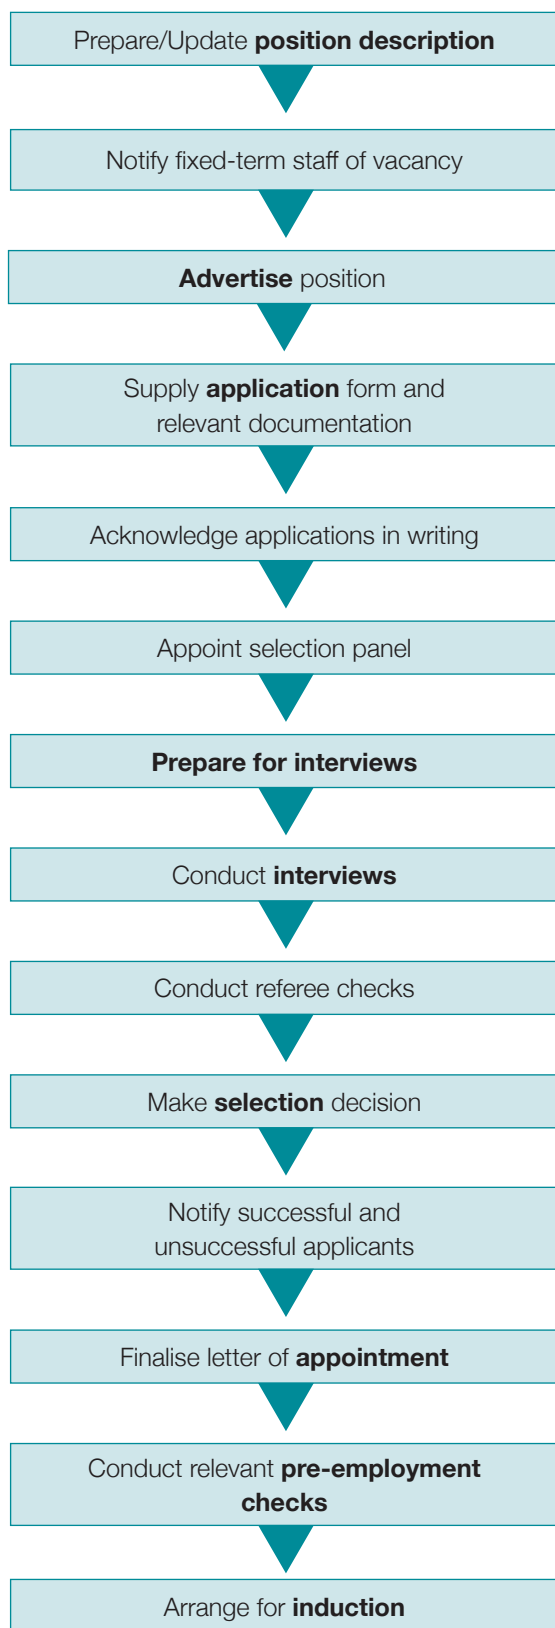 Prepare/Update position description
Notify fixed-term staff of vacancy
Advertise position
Supply application form and
relevant documentation
Acknowledge applications in writing
Appoint selection panel
Prepare for interviews
Conduct interviews
Conduct referee checks
Make selection decision
Notify successful and
unsuccessful applicants
Finalise letter of appointment
Conduct relevant pre-employment
checks
Arrange for induction